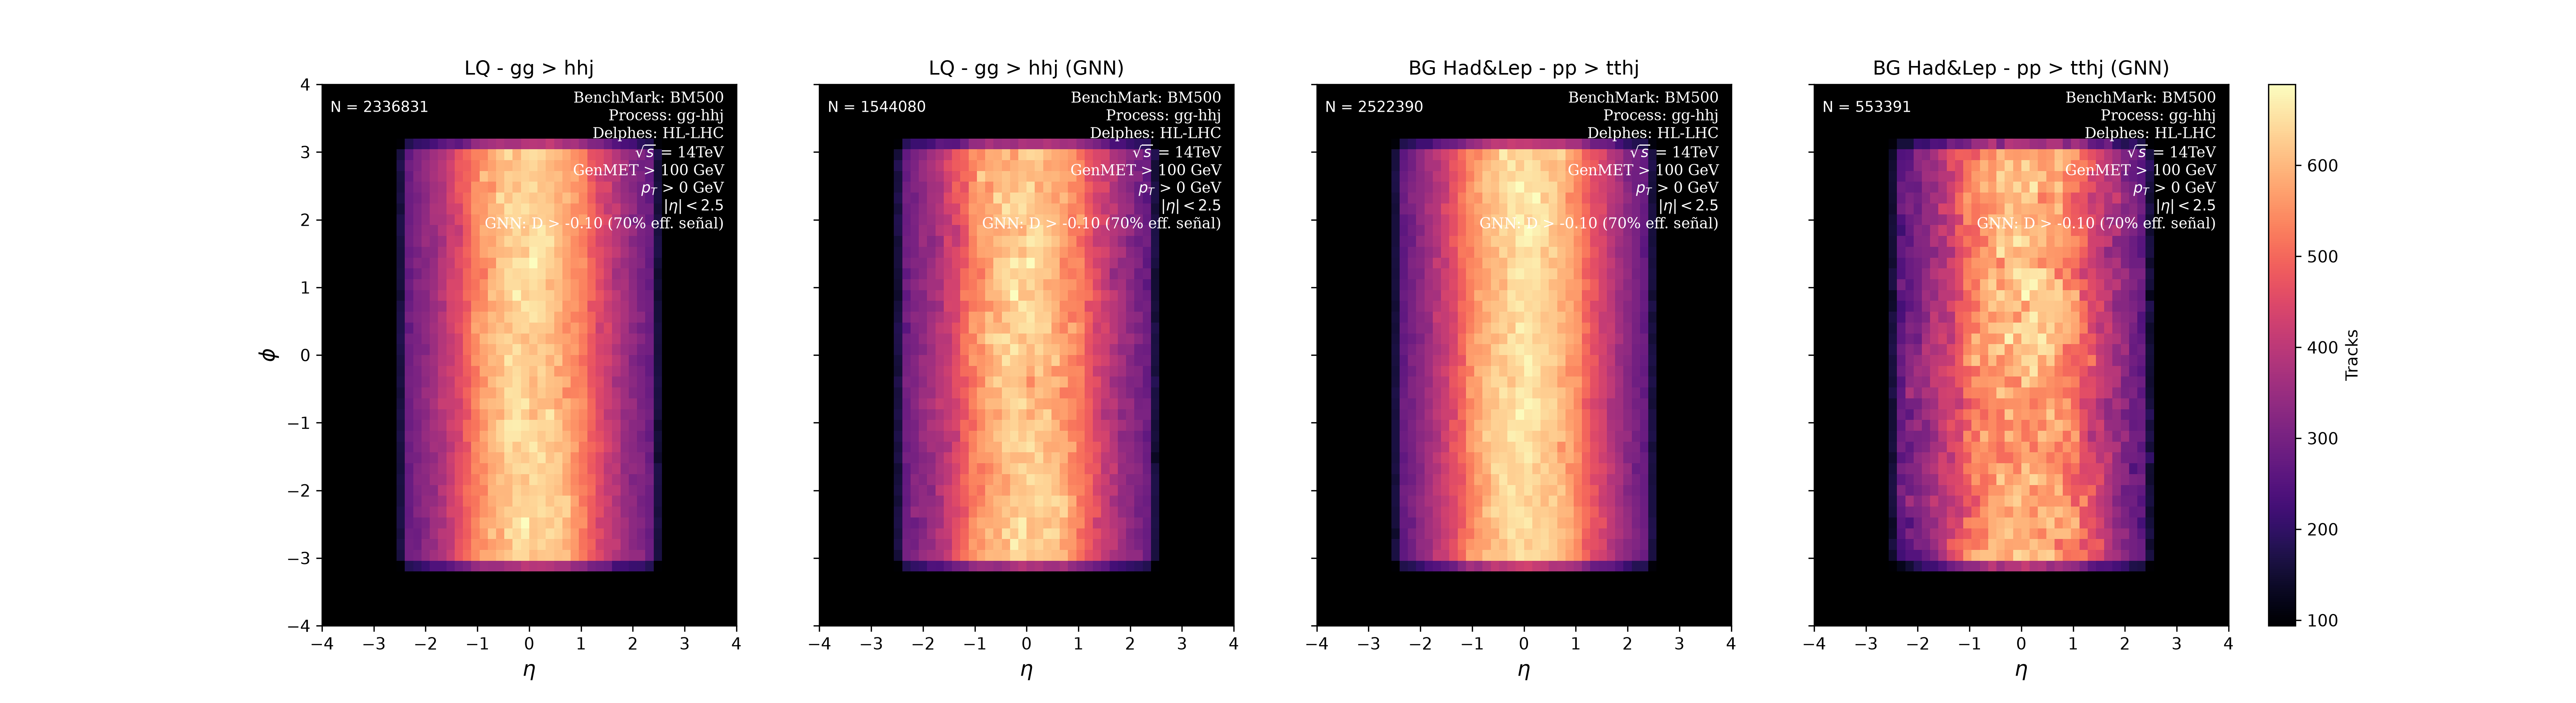 LQ - gg > hhj
N = 2336831
BenchMark: BM500
Process: gg-hhj
Delphes: HL-LHC
√s = 14TeV
GenMET > 100 GeV
pT > 0 GeV
|η| < 2.5
GNN: D > -0.10 (70% eff. señal)
4
3
2
1
0
−1
−2
−3
−4
ϕ
−4 −3 −2 −1 0 1 2 3 4
η
LQ - gg > hhj (GNN)
N = 1544080
BenchMark: BM500
Process: gg-hhj
Delphes: HL-LHC
√s = 14TeV
GenMET > 100 GeV
pT > 0 GeV
|η| < 2.5
GNN: D > -0.10 (70% eff. señal)
−4 −3 −2 −1 0 1 2 3 4
η
BG Had&Lep - pp > tthj
N = 2522390
BenchMark: BM500
Process: gg-hhj
Delphes: HL-LHC
√s = 14TeV
GenMET > 100 GeV
pT > 0 GeV
|η| < 2.5
GNN: D > -0.10 (70% eff. señal)
−4 −3 −2 −1 0 1 2 3 4
η
BG Had&Lep - pp > tthj (GNN)
N = 553391
BenchMark: BM500
Process: gg-hhj
Delphes: HL-LHC
√s = 14TeV
GenMET > 100 GeV
pT > 0 GeV
|η| < 2.5
GNN: D > -0.10 (70% eff. señal)
−4 −3 −2 −1 0 1 2 3 4
η
600
500
400
300
200
100
Tracks